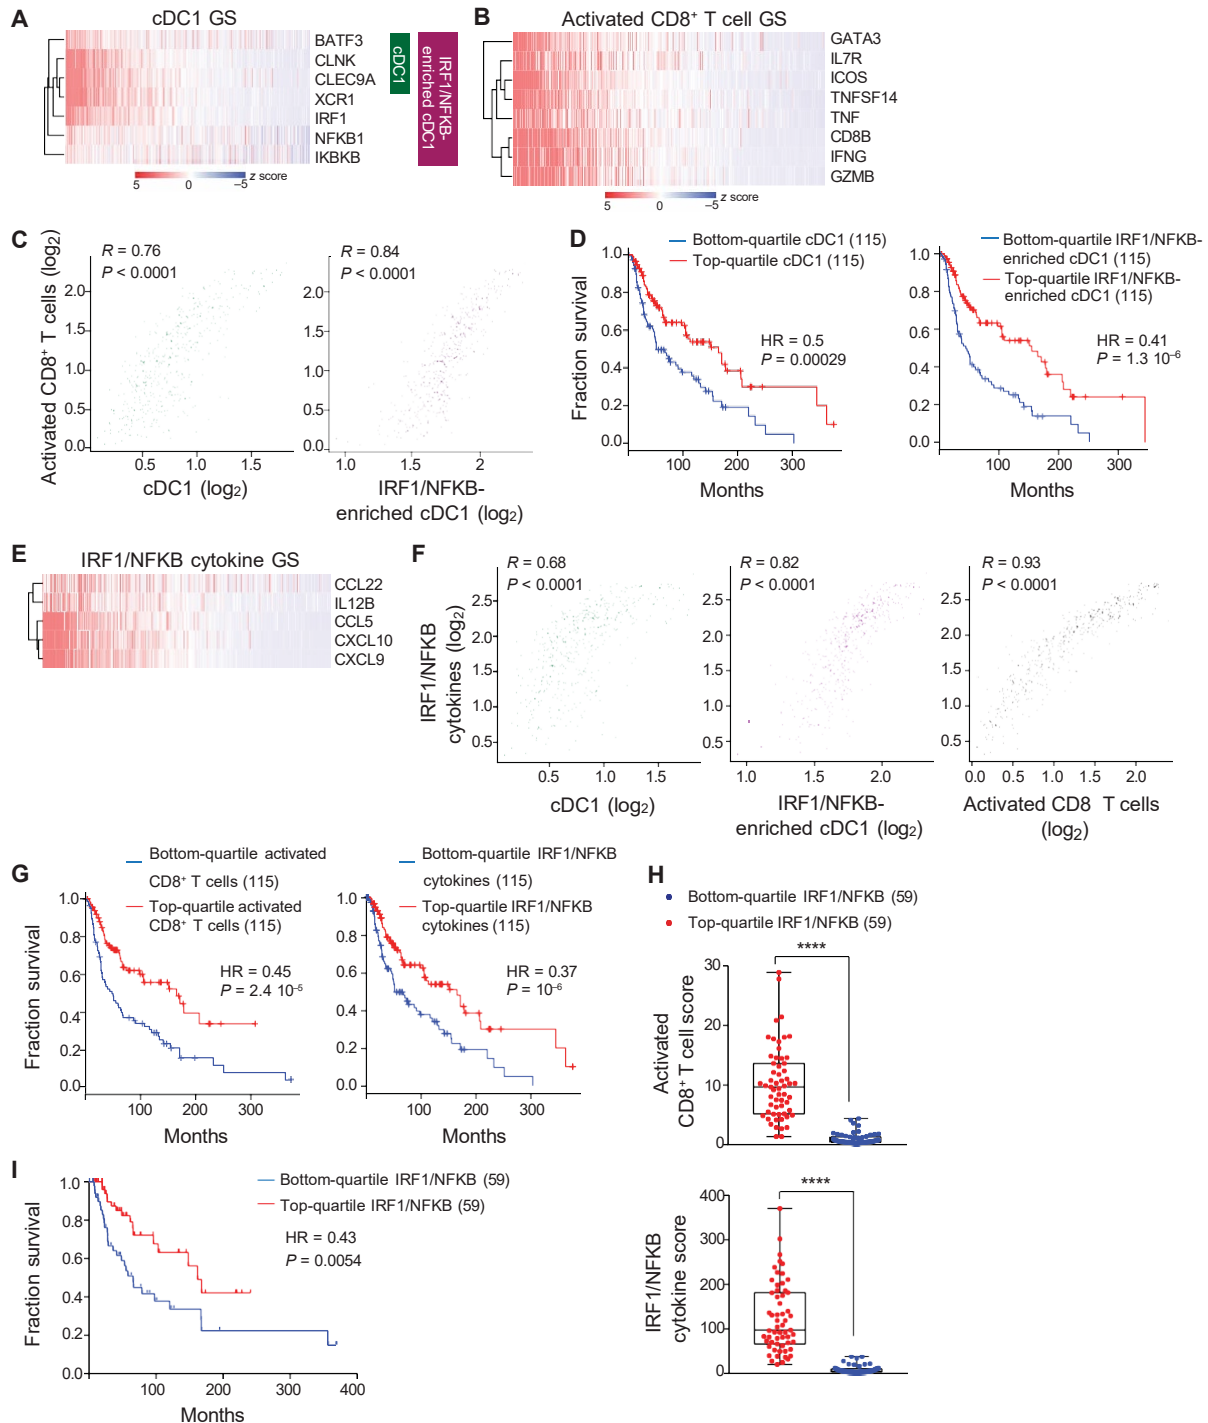 A
cDC1 GS
BATF3
CLNK
CLEC9A
XCR1
IRF1
NFKB1
IKBKB
cDC1
IRF1/NFKB-
enriched cDC1
5
0
–5
z score
B
Activated CD8+ T cell GS
GATA3
IL7R
ICOS
TNFSF14
TNF
CD8B
IFNG
GZMB
5
0
–5
z score
C
Activated CD8+ T cells (log2)
R = 0.76
P < 0.0001
2.0
1.5
1.0
0.5
0.0
0.5
1.0
1.5
cDC1 (log2)
R = 0.84
P < 0.0001
2.0
1.5
1.0
0.5
0.0
1.0
1.5
2
IRF1/NFKB-
enriched cDC1 (log2)
D
Bottom-quartile cDC1 (115)
Top-quartile cDC1 (115)
Fraction survival
1.0
0.8
0.6
0.4
0.2
0.0
HR = 0.5
P = 0.00029
100
200
300
Months
Bottom-quartile IRF1/NFKB-
enriched cDC1 (115)
Top-quartile IRF1/NFKB-
enriched cDC1 (115)
1.0
0.8
0.6
0.4
0.2
0.0
HR = 0.41
P = 1.3 10–6
100
200
300
Months
E
IRF1/NFKB cytokine GS
CCL22
IL12B
CCL5
CXCL10
CXCL9
F
IRF1/NFKB
cytokines (log2)
R = 0.68
P < 0.0001
2.5
2.0
1.5
1.0
0.5
0.5
1.0
1.5
cDC1 (log2)
R = 0.82
P < 0.0001
2.5
2.0
1.5
1.0
0.5
1.0
1.5
2.0
IRF1/NFKB-
enriched cDC1 (log2)
R = 0.93
P < 0.0001
2.5
2.0
1.5
1.0
0.5
0.0
0.5
1.0
1.5
2.0
Activated CD8 T cells
(log2)
G
Bottom-quartile activated
CD8+ T cells (115)
Top-quartile activated
CD8+ T cells (115)
Fraction survival
1.0
0.8
0.6
0.4
0.2
0.0
HR = 0.45
P = 2.4 10–5
100
200
300
Months
Bottom-quartile IRF1/NFKB
cytokines (115)
Top-quartile IRF1/NFKB
cytokines (115)
1.0
0.8
0.6
0.4
0.2
0.0
HR = 0.37
P = 10–6
100
200
300
Months
H
Bottom-quartile IRF1/NFKB (59)
Top-quartile IRF1/NFKB (59)
Activated
CD8+ T cell score
****
30
20
10
0
IRF1/NFKB
cytokine score
****
400
300
200
100
0
I
Bottom-quartile IRF1/NFKB (59)
Top-quartile IRF1/NFKB (59)
Fraction survival
1.0
0.8
0.6
0.4
0.2
0.0
HR = 0.43
P = 0.0054
100
200
300
400
Months